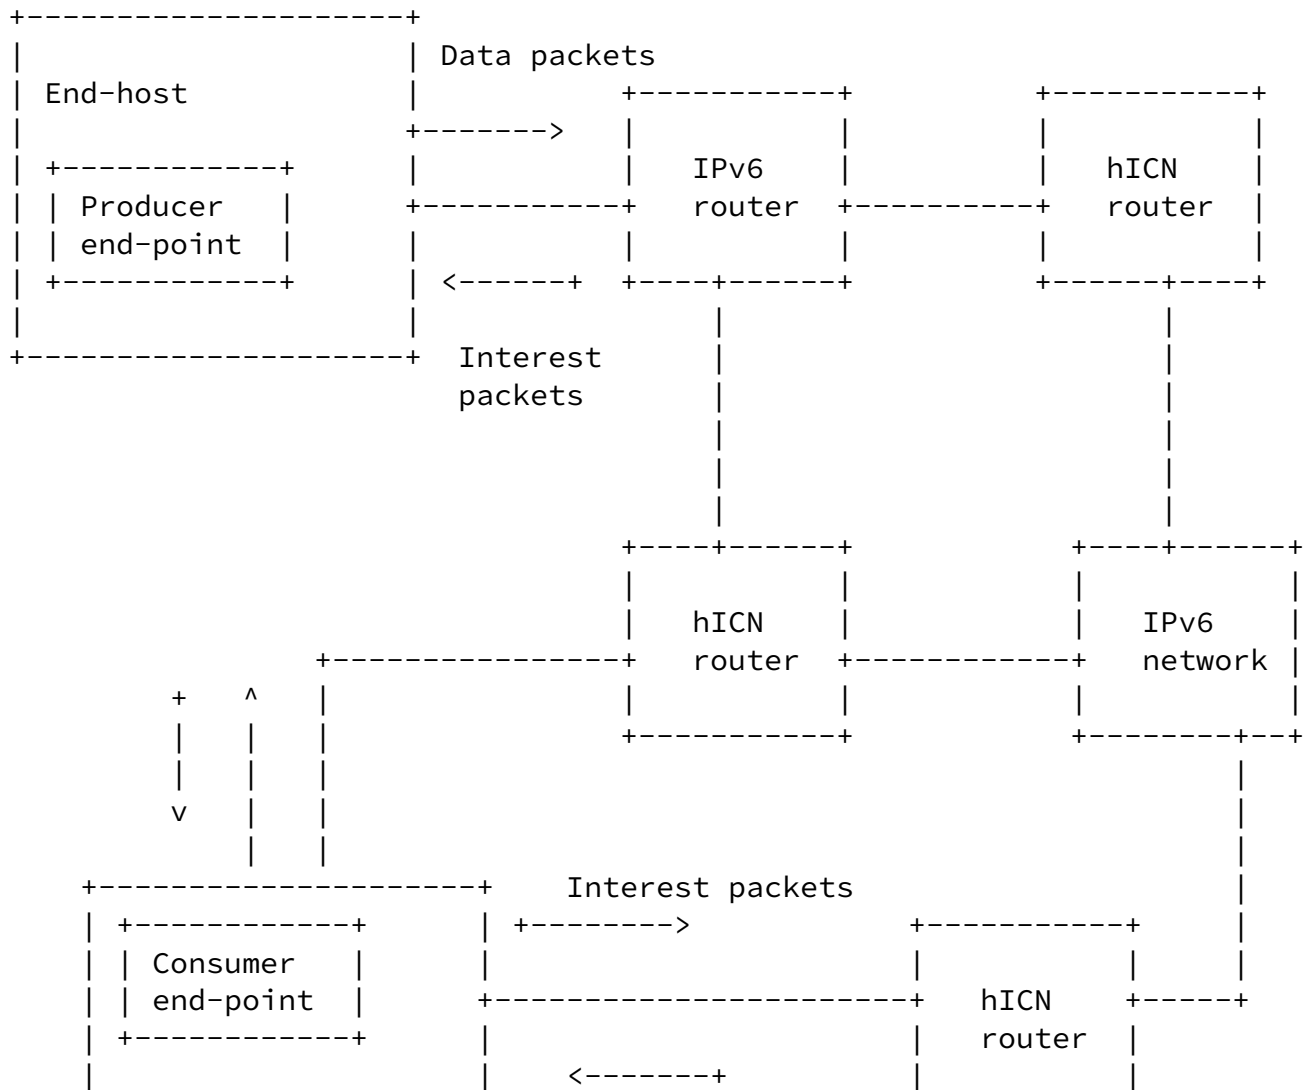 Data packets
End-host
IPv6
router
hICN
router
Producer
end-point
Interest
packets
hICN
router
IPv6
network
Interest packets
Consumer
end-point
hICN
router